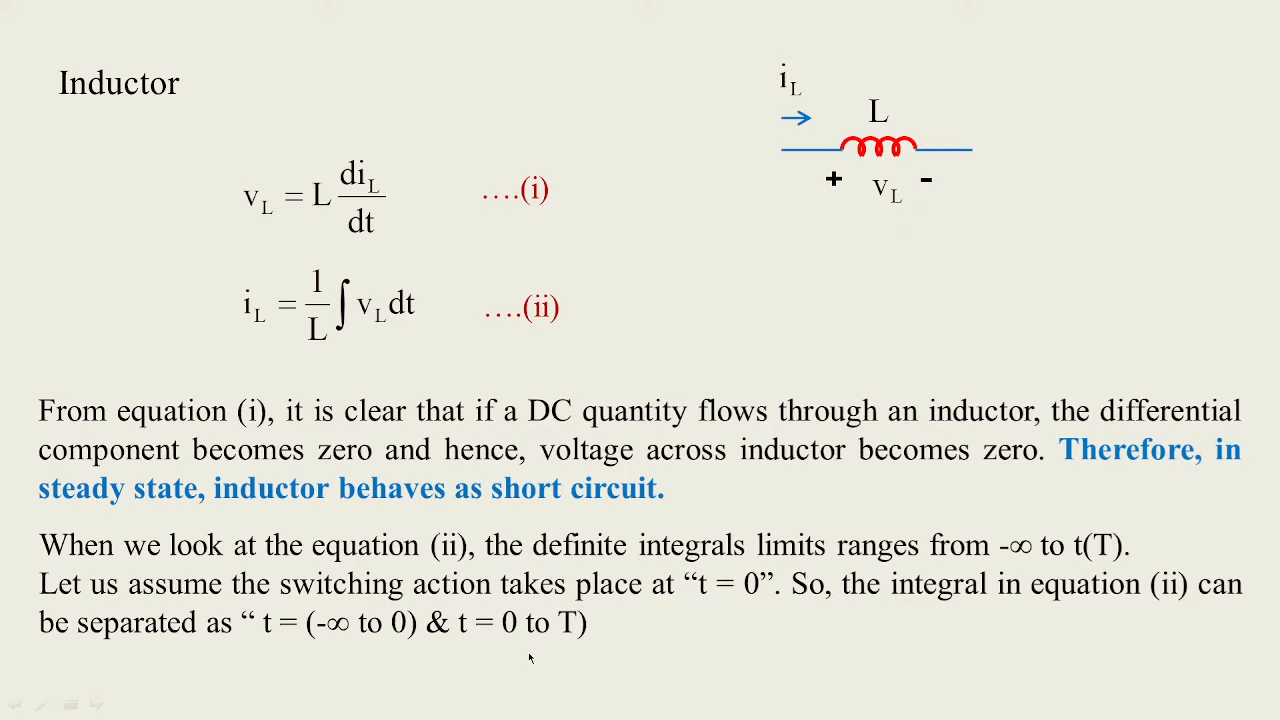 Inductor
i_L
L
+ v_L -
v_L = L di_L/dt ….(i)
i_L = 1/L ∫ v_L dt ….(ii)
From equation (i), it is clear that if a DC quantity flows through an inductor, the differential
component becomes zero and hence, voltage across inductor becomes zero. Therefore, in
steady state, inductor behaves as short circuit.
When we look at the equation (ii), the definite integrals limits ranges from -∞ to t(T).
Let us assume the switching action takes place at “t = 0”. So, the integral in equation (ii) can
be separated as “ t = (-∞ to 0) & t = 0 to T)